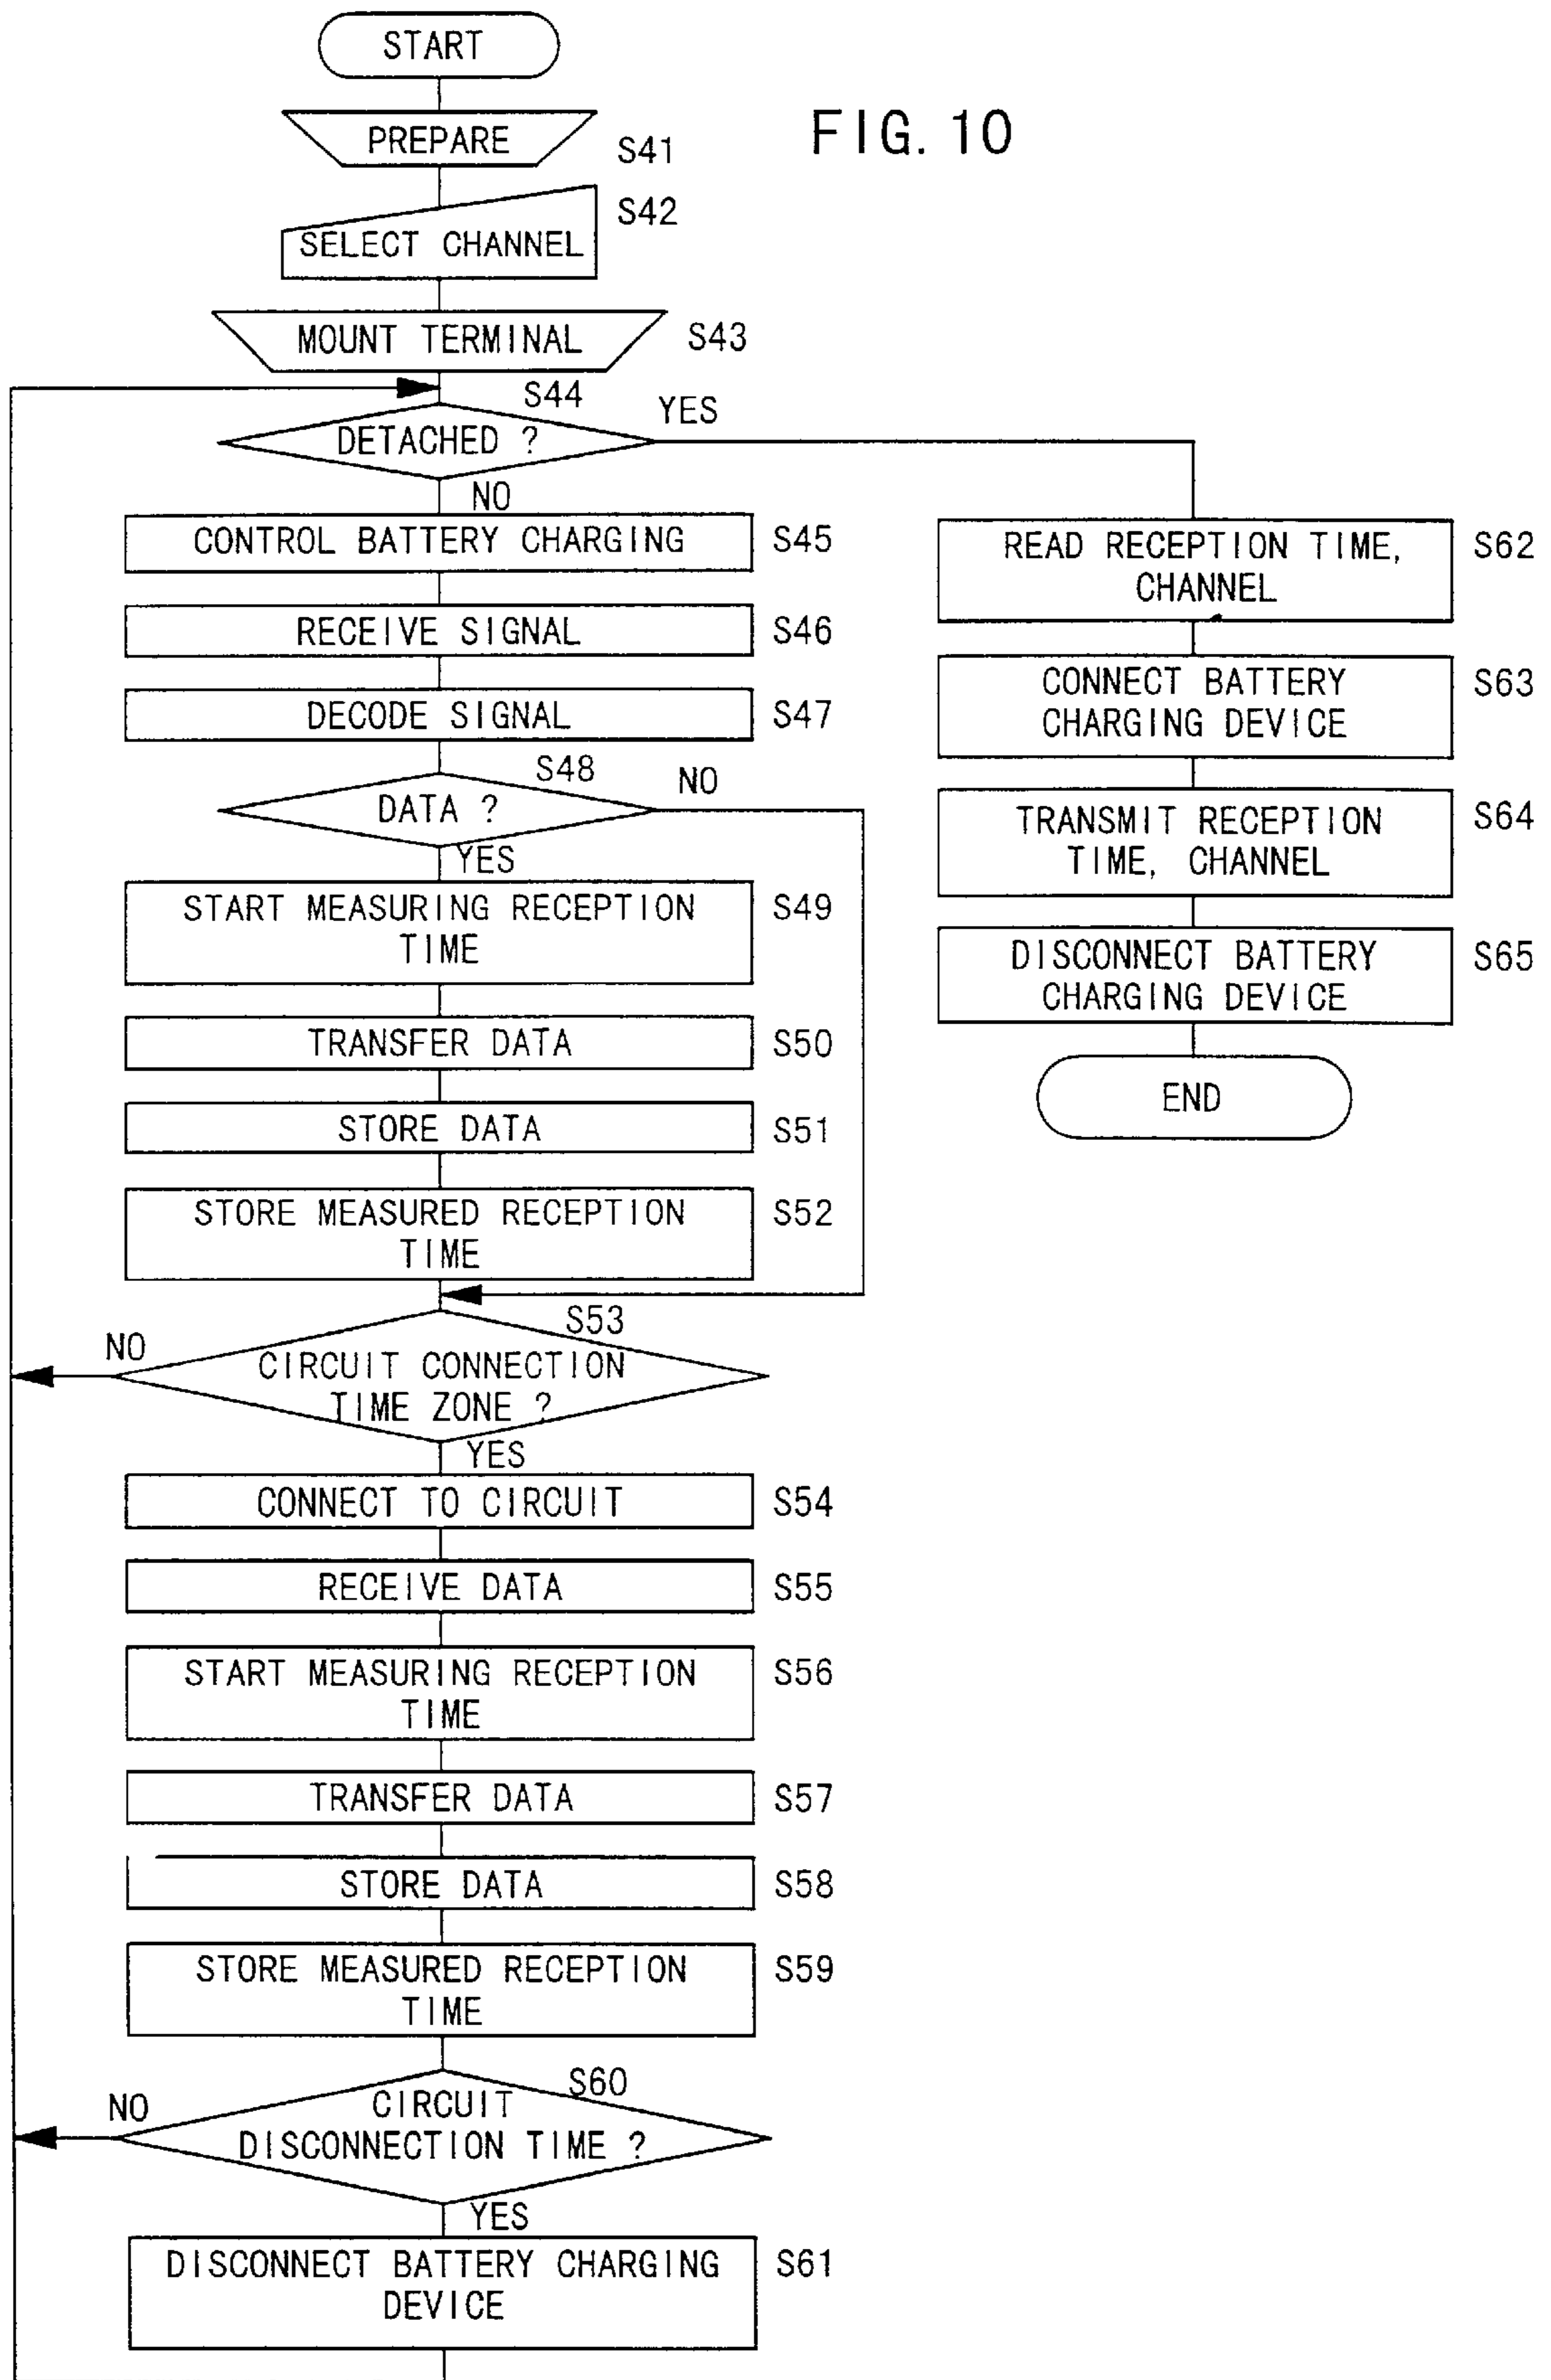 START
FIG. 10
PREPARE
S41
S42
SELECT CHANNEL
MOUNT TERMINAL
S43
S44
YES
DETACHED ?
NO
CONTROL BATTERY CHARGING
S45
RECEIVE SIGNAL
S46
DECODE SIGNAL
S47
S48
NO
DATA ?
YES
START MEASURING RECEPTION
TIME
S49
TRANSFER DATA
S50
STORE DATA
S51
STORE MEASURED RECEPTION
TIME
S52
S53
NO
CIRCUIT CONNECTION
TIME ZONE ?
YES
CONNECT TO CIRCUIT
S54
RECEIVE DATA
S55
START MEASURING RECEPTION
TIME
S56
TRANSFER DATA
S57
STORE DATA
S58
STORE MEASURED RECEPTION
TIME
S59
S60
NO
CIRCUIT
DISCONNECTION TIME ?
YES
DISCONNECT BATTERY CHARGING
DEVICE
S61
READ RECEPTION TIME,
CHANNEL
S62
CONNECT BATTERY
CHARGING DEVICE
S63
TRANSMIT RECEPTION
TIME, CHANNEL
S64
DISCONNECT BATTERY
CHARGING DEVICE
S65
END